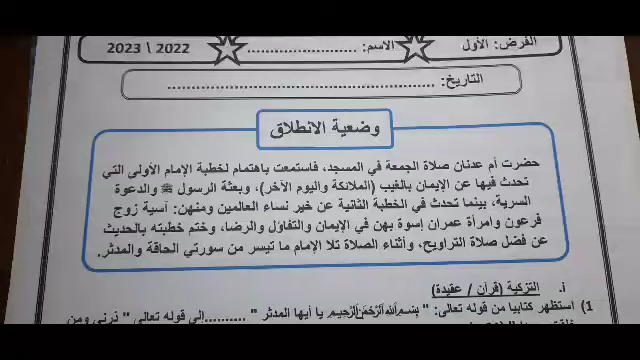 الفرض: الأول الاسم: ........................ 2022 \ 2023
التاريخ: ........................................................
وضعية الانطلاق
حضرت أم عدنان صلاة الجمعة في المسجد، فاستمعت باهتمام لخطبة الإمام الأولى التي
تحدث فيها عن الإيمان بالغيب (الملائكة واليوم الآخر)، وبعثة الرسول ﷺ والدعوة
السرية، بينما تحدث في الخطبة الثانية عن خير نساء العالمين ومنهن: آسية زوج
فرعون وامرأة عمران إسوة بهن في الإيمان والتفاؤل والرضا، وختم خطبته بالحديث
عن فضل صلاة التراويح، وأثناء الصلاة تلا الإمام ما تيسر من سورتي الحاقة والمدثر.
i. التزكية (قرآن / عقيدة)
1) استظهر كتابيا من قوله تعالى: " بسم الله الرحمن الرحيم يا أيها المدثر " ..........إلى قوله تعالى " ذرني ومن